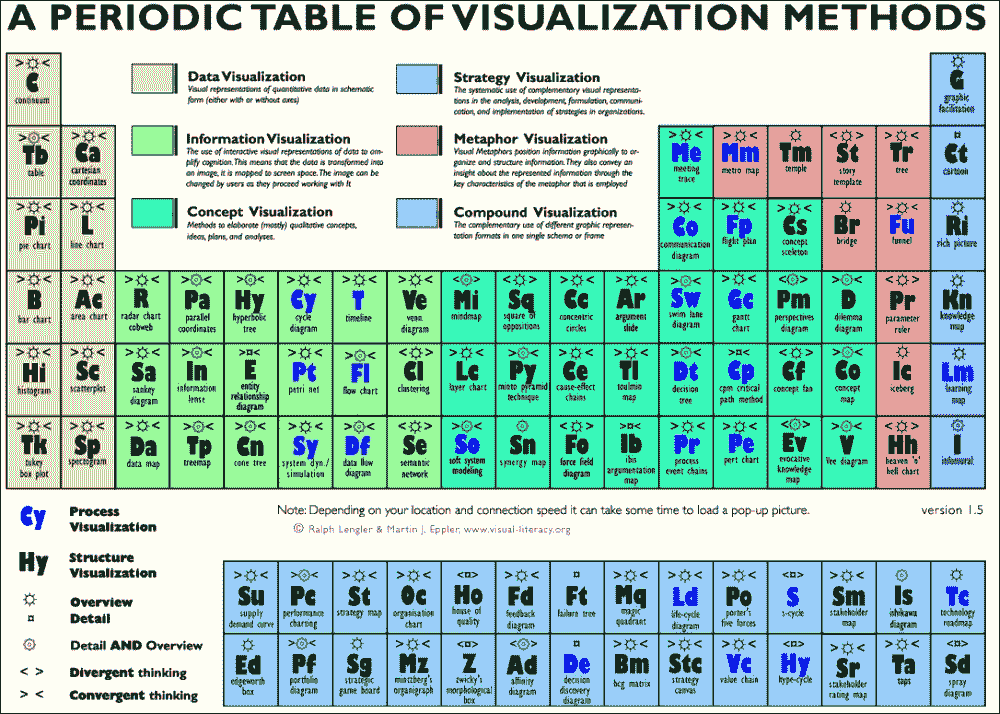 A PERIODIC TABLE OF VISUALIZATION METHODS
> < C continuum
Data Visualization
Visual representations of quantitative data in schematic
form (either with or without axes)
Strategy Visualization
The systematic use of complementary visual representa-
tions in the analysis, development, formulation, communi-
cation, and implementation of strategies in organizations.
G graphic facilitation
Tb table
Ca cartesian coordinates
Information Visualization
The use of interactive visual representations of data to am-
plify cognition. This means that the data is transformed into
an image, it is mapped to screen space. The image can be
changed by users as they proceed working with it
Metaphor Visualization
Visual Metaphors position information graphically to or-
ganize and structure information. They also convey an
insight about the represented information through the
key characteristics of the metaphor that is employed
Me meeting trace
Mm metro map
Tm temple
St story template
Tr tree
Ct cartoon
Pi pie chart
L line chart
Concept Visualization
Methods to elaborate (mostly) qualitative concepts,
ideas, plans, and analyses.
Compound Visualization
The complementary use of different graphic represen-
tation formats in one single schema or frame
Co communication diagram
Fp flight plan
Cs concept sceleton
Br bridge
Fu funnel
Ri rich picture
B bar chart
Ac area chart
R radar chart cobweb
Pa parallel coordinates
Hy hyperbolic tree
Cy cycle diagram
T timeline
Ve venn diagram
Mi mindmap
Sq square of oppositions
Cc concentric circles
Ar argument slide
Sw swim lane diagram
Gc gantt chart
Pm perspectives diagram
D dilemma diagram
Pr parameter ruler
Kn knowledge map
Hi histogram
Sc scatterplot
Sa sankey diagram
In information lense
E entity relationship diagram
Pt petri net
Fl flow chart
Cl clustering
Lc layer chart
Py minto pyramid technique
Ce cause-effect chains
Tl toulmin map
Dt decision tree
Cp cpm critical path method
Cf concept fan
Co concept map
Ic iceberg
Lm learning map
Tk tukey box plot
Sp spectogram
Da data map
Tp treemap
Cn cone tree
Sy system dyn./ simulation
Df data flow diagram
Se semantic network
So soft system modeling
Sn synergy map
Fo force field diagram
Ib ibis argumentation map
Pr process event chains
Pe pert chart
Ev evocative knowledge map
V Vee diagram
Hh heaven 'n' hell chart
I infomural
Cy Process Visualization
Note: Depending on your location and connection speed it can take some time to load a pop-up picture.
version 1.5
© Ralph Lengler & Martin J. Eppler, www.visual-literacy.org
Hy Structure Visualization
Overview
Detail
Detail AND Overview
< > Divergent thinking
> < Convergent thinking
Su supply demand curve
Pc performance charting
St strategy map
Oc organisation chart
Ho house of quality
Fd feedback diagram
Ft failure tree
Mq magic quadrant
Ld life-cycle diagram
Po porter's five forces
S s-cycle
Sm stakeholder map
Is ishikawa diagram
Tc technology roadmap
Ed edgeworth box
Pf portfolio diagram
Sg strategic game board
Mz mintzberg's organigraph
Z zwicky's morphological box
Ad affinity diagram
De decision discovery diagram
Bm bcg matrix
Stc strategy canvas
Vc value chain
Hy hype-cycle
Sr stakeholder rating map
Ta taps
Sd spray diagram